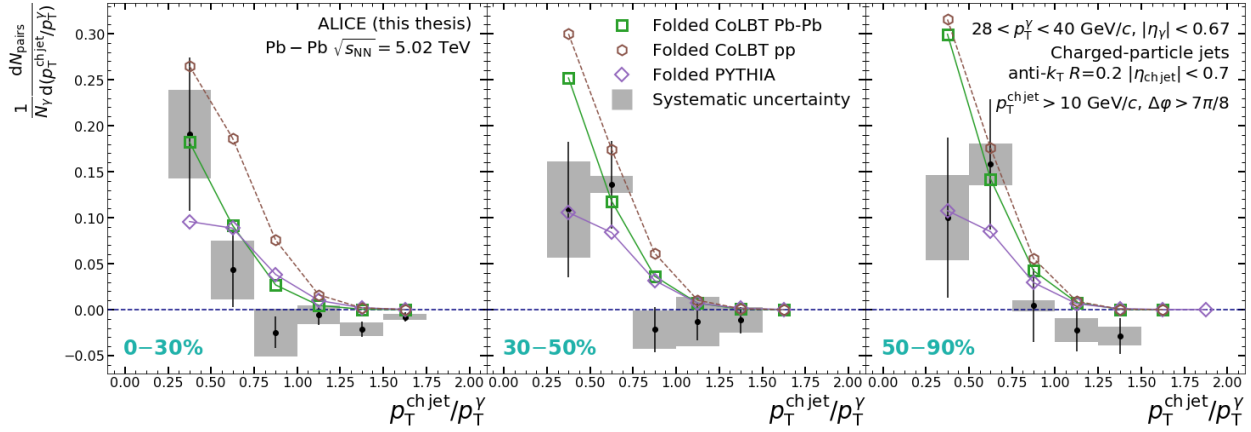 1/N_γ dN_pairs/d(p_T^ch jet/p_T^γ)
0.30
0.25
0.20
0.15
0.10
0.05
0.00
−0.05
ALICE (this thesis)
Pb−Pb √s_NN = 5.02 TeV
0−30%
0.00 0.25 0.50 0.75 1.00 1.25 1.50 1.75 2.00
p_T^ch jet/p_T^γ
Folded CoLBT Pb-Pb
Folded CoLBT pp
Folded PYTHIA
Systematic uncertainty
30−50%
0.00 0.25 0.50 0.75 1.00 1.25 1.50 1.75 2.00
p_T^ch jet/p_T^γ
28 < p_T^γ < 40 GeV/c, |η_γ| < 0.67
Charged-particle jets
anti-k_T R=0.2 |η_ch jet| < 0.7
p_T^ch jet > 10 GeV/c, Δφ > 7π/8
50−90%
0.00 0.25 0.50 0.75 1.00 1.25 1.50 1.75 2.00
p_T^ch jet/p_T^γ